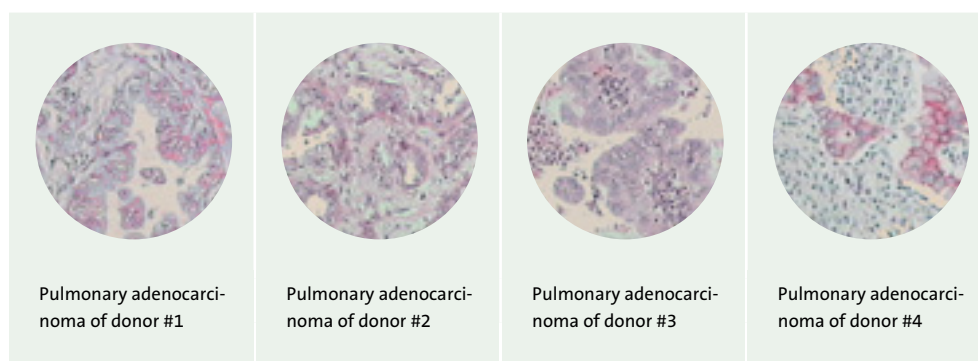 Pulmonary adenocarci-
noma of donor #1
Pulmonary adenocarci-
noma of donor #2
Pulmonary adenocarci-
noma of donor #3
Pulmonary adenocarci-
noma of donor #4